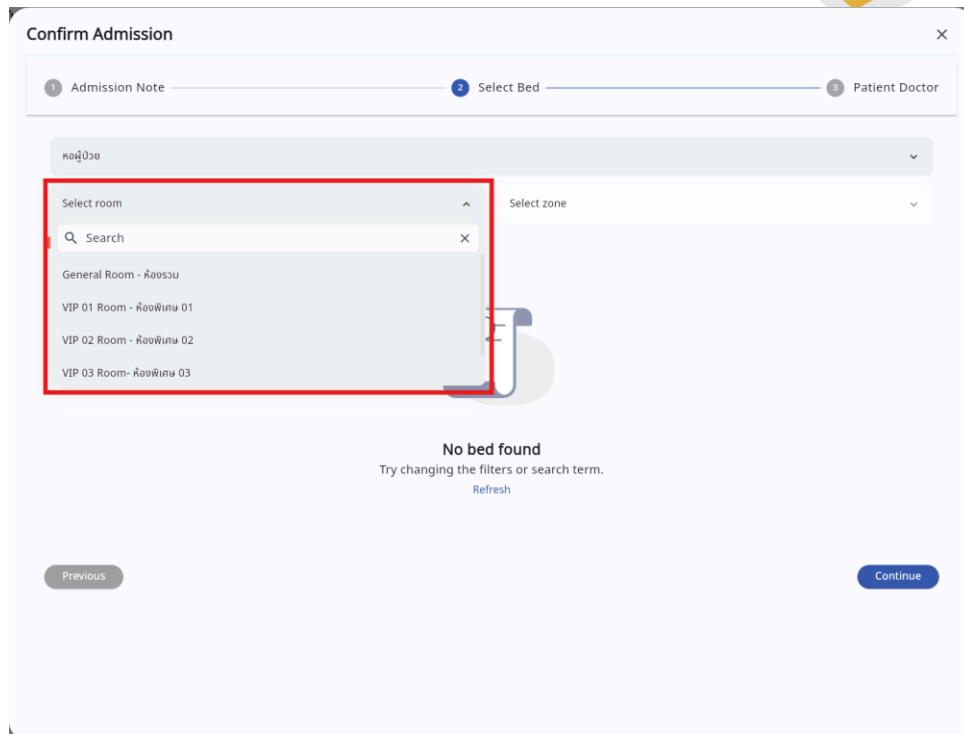 Confirm Admission
1 Admission Note 2 Select Bed 3 Patient Doctor
หอผู้ป่วย
Select room Select zone
Search
General Room - ห้องรวม
VIP 01 Room - ห้องพิเศษ 01
VIP 02 Room - ห้องพิเศษ 02
VIP 03 Room- ห้องพิเศษ 03
No bed found
Try changing the filters or search term.
Refresh
Previous Continue